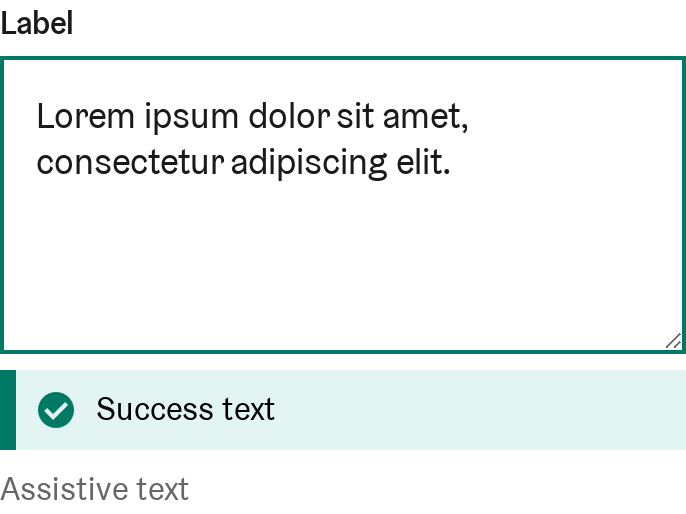 Label
Lorem ipsum dolor sit amet,
consectetur adipiscing elit.
Success text
Assistive text